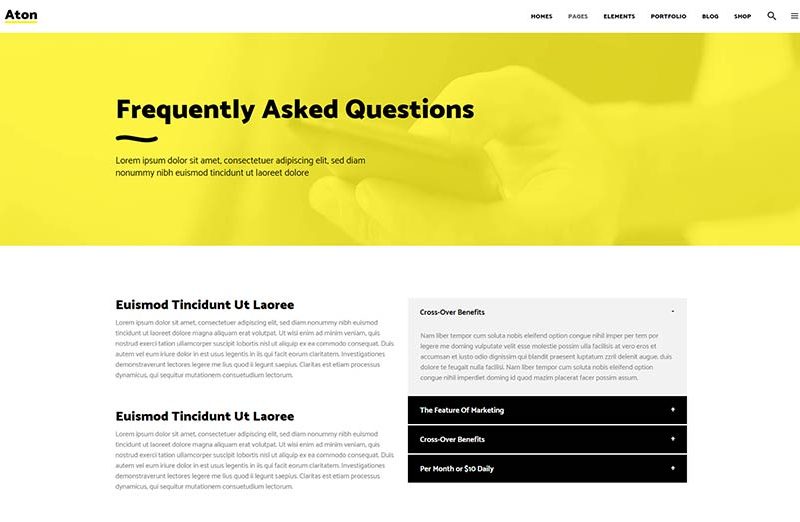 Aton
HOMES PAGES ELEMENTS PORTFOLIO BLOG SHOP
Frequently Asked Questions
Lorem ipsum dolor sit amet, consectetuer adipiscing elit, sed diam
nonummy nibh euismod tincidunt ut laoreet dolore
Euismod Tincidunt Ut Laoree
Lorem ipsum dolor sit amet, consectetuer adipiscing elit, sed diam nonummy nibh euismod
tincidunt ut laoreet dolore magna aliquam erat volutpat. Ut wisi enim ad minim veniam, quis
nostrud exerci tation ullamcorper suscipit lobortis nisl ut aliquip ex ea commodo consequat. Duis
autem vel eum iriure dolor in est usus legentis in iis qui facit eorum claritatem. Investigationes
demonstraverunt lectores legere me lius quod ii legunt saepius. Claritas est etiam processus
dynamicus, qui sequitur mutationem consuetudium lectorum.
Euismod Tincidunt Ut Laoree
Lorem ipsum dolor sit amet, consectetuer adipiscing elit, sed diam nonummy nibh euismod
tincidunt ut laoreet dolore magna aliquam erat volutpat. Ut wisi enim ad minim veniam, quis
nostrud exerci tation ullamcorper suscipit lobortis nisl ut aliquip ex ea commodo consequat. Duis
autem vel eum iriure dolor in est usus legentis in iis qui facit eorum claritatem. Investigationes
demonstraverunt lectores legere me lius quod ii legunt saepius. Claritas est etiam processus
dynamicus, qui sequitur mutationem consuetudium lectorum.
Cross-Over Benefits -
Nam liber tempor cum soluta nobis eleifend option congue nihil imper per tem por
legere me doming vulputate velit esse molestie possim ulla facilisis at vero eros et
accumsan et iusto odio dignissim qui blandit praesent luptatum zzril delenit augue, duis
dolore te feugait nulla facilisi. Nam liber tempor cum soluta nobis eleifend option
congue nihil imperdiet doming id quod mazim placerat facer possim assum.
The Feature Of Marketing +
Cross-Over Benefits +
Per Month or $10 Daily +